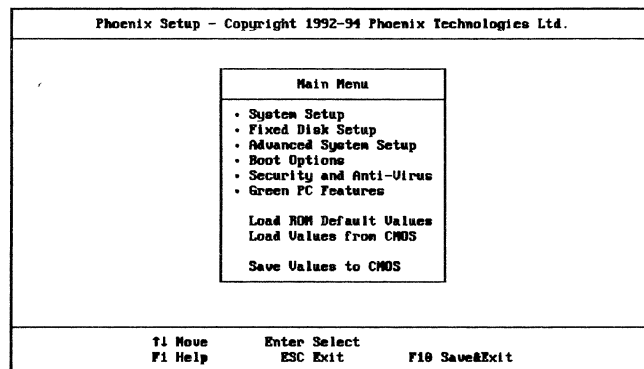 Phoenix Setup - Copyright 1992-94 Phoenix Technologies Ltd.
Main Menu
· System Setup
· Fixed Disk Setup
· Advanced System Setup
· Boot Options
· Security and Anti-Virus
· Green PC Features
Load ROM Default Values
Load Values from CMOS
Save Values to CMOS
↑↓ Move Enter Select
F1 Help ESC Exit F10 Save&Exit